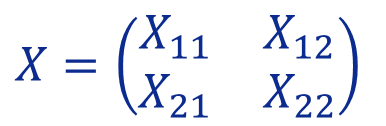 X = (X₁₁ X₁₂
X₂₁ X₂₂)